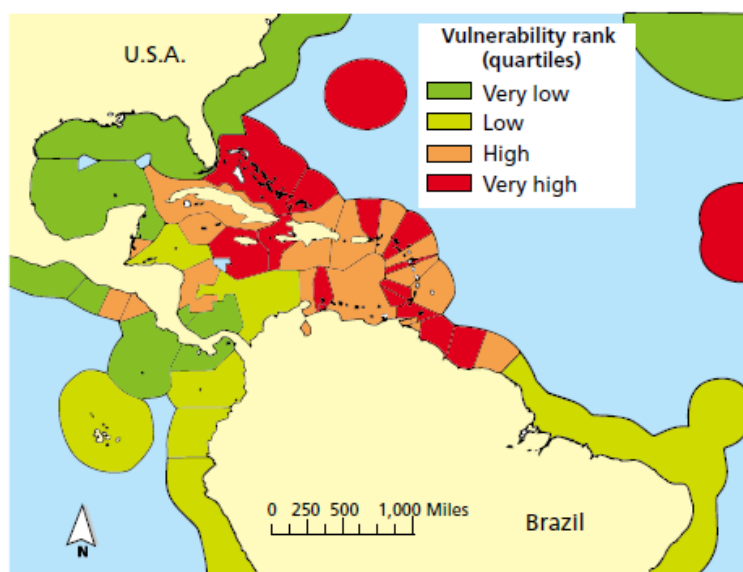 U.S.A.
Vulnerability rank
(quartiles)
Very low
Low
High
Very high
0 250 500 1,000 Miles
Brazil
N